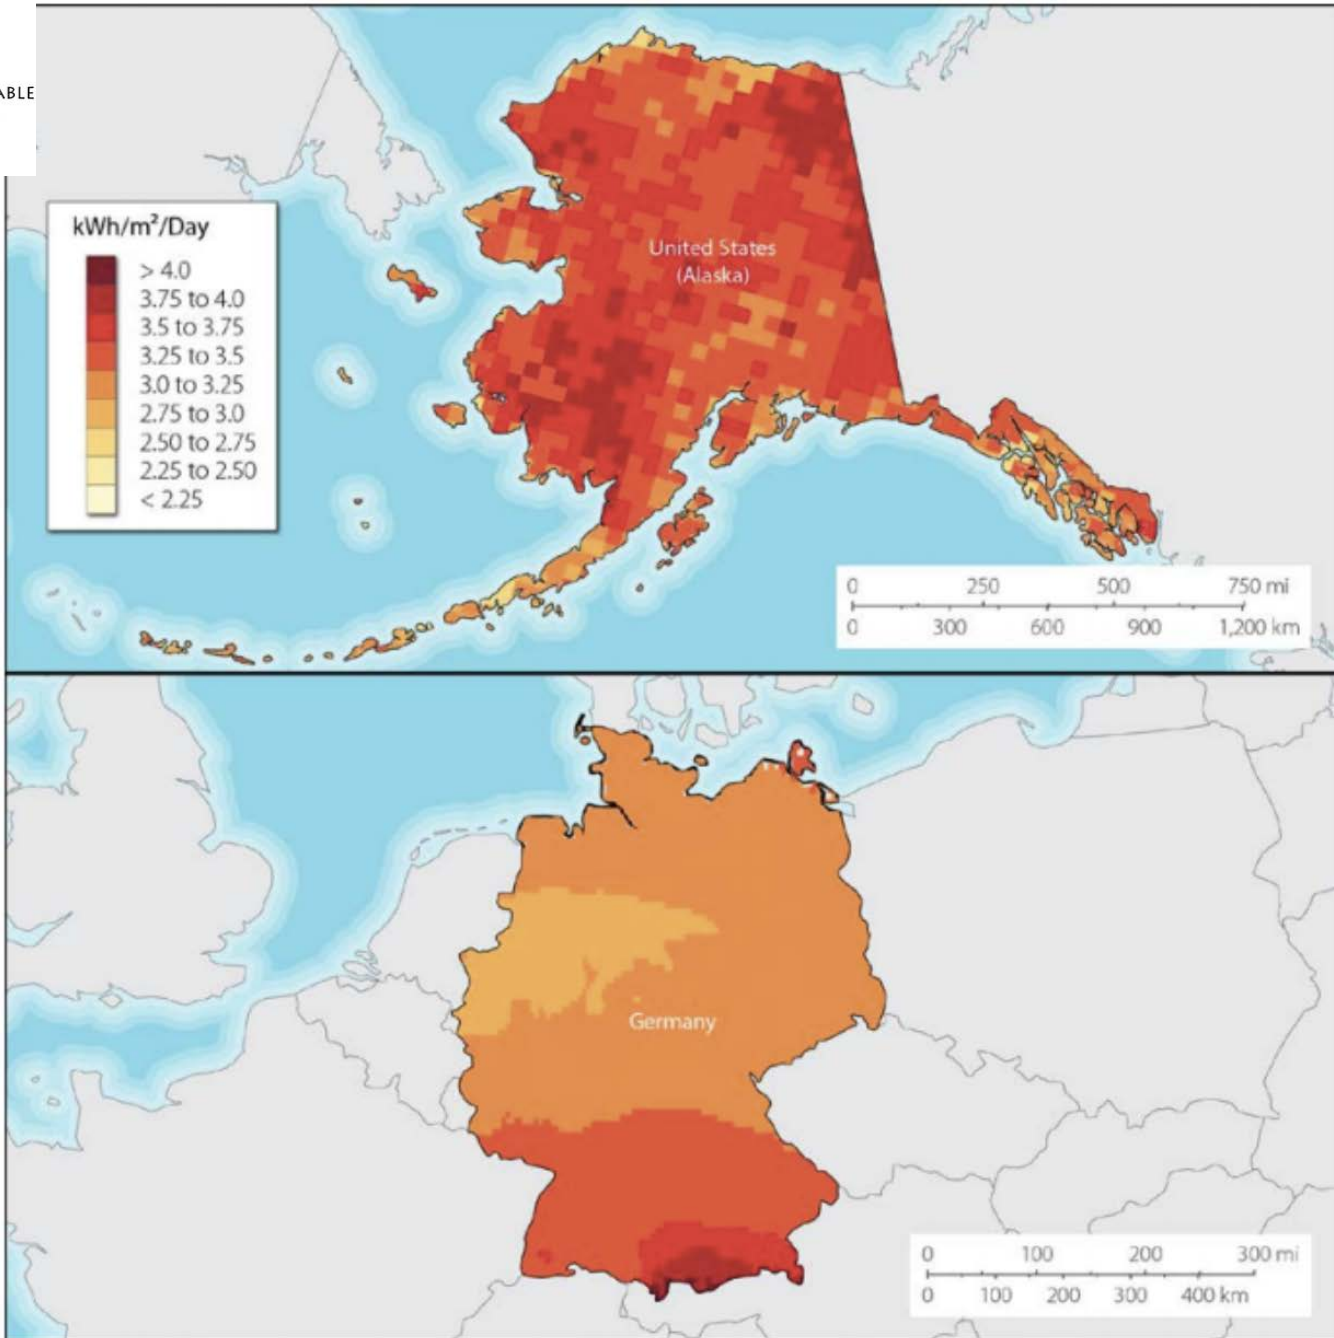 ABLE
kWh/m²/Day
> 4.0
3.75 to 4.0
3.5 to 3.75
3.25 to 3.5
3.0 to 3.25
2.75 to 3.0
2.50 to 2.75
2.25 to 2.50
< 2.25
United States
(Alaska)
0 250 500 750 mi
0 300 600 900 1,200 km
Germany
0 100 200 300 mi
0 100 200 300 400 km